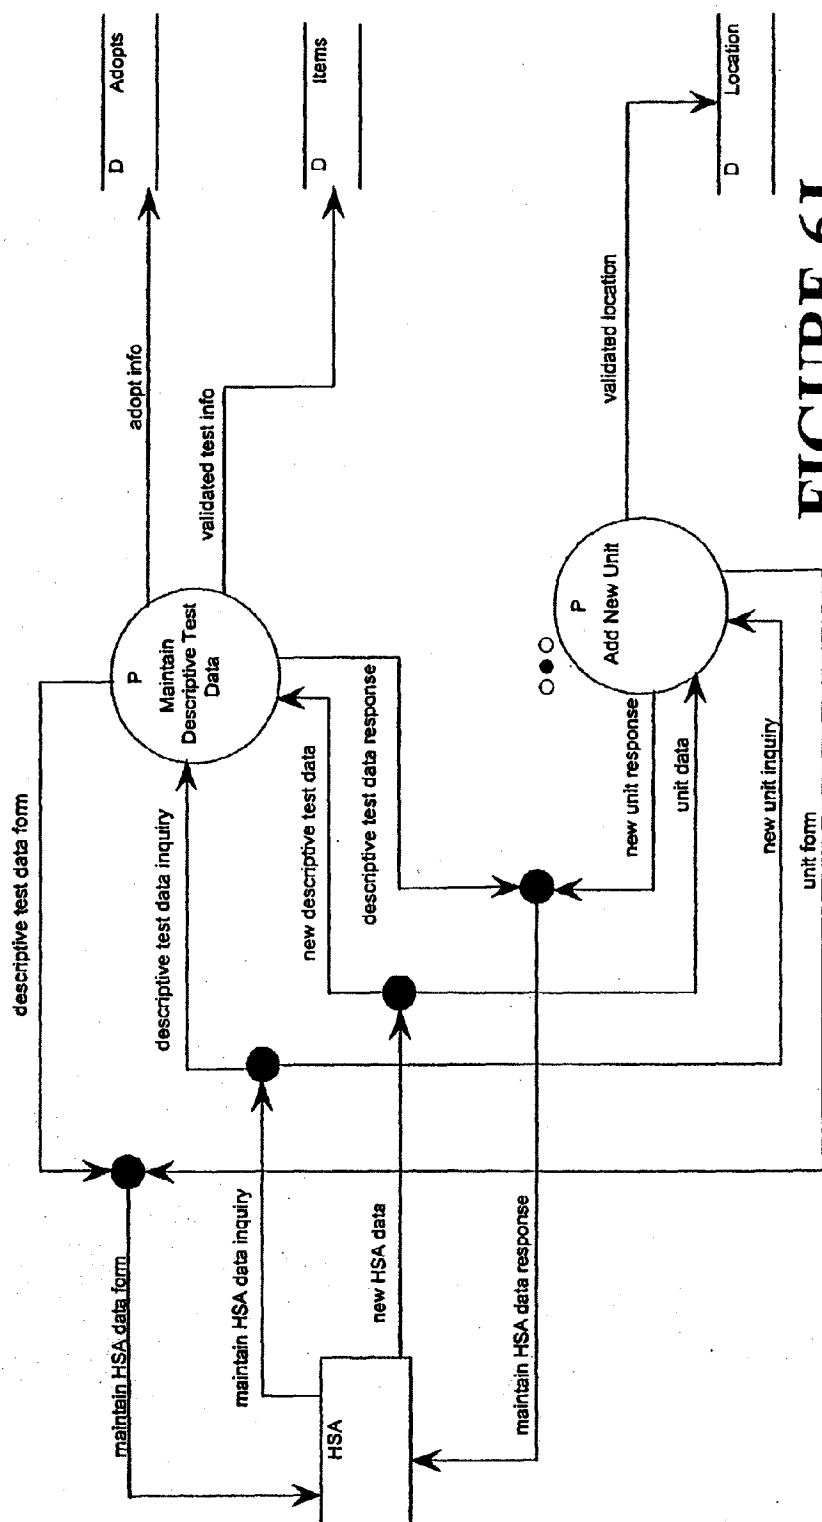 descriptive test data form
D Adopts
maintain HSA data form
adopt info
P
Maintain
Descriptive Test
Data
descriptive test data inquiry
validated test info
maintain HSA data inquiry
new descriptive test data
D Items
HSA
descriptive test data response
new HSA data
maintain HSA data response
P
Add New Unit
validated location
new unit response
unit data
D Location
new unit inquiry
unit form
FIGURE